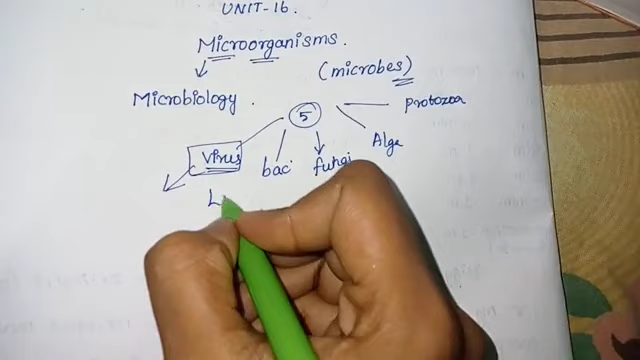 UNIT-16
Microorganisms.
(microbes)
Microbiology.
5
Protozoa
Alge
Virus
bac
fungi
L